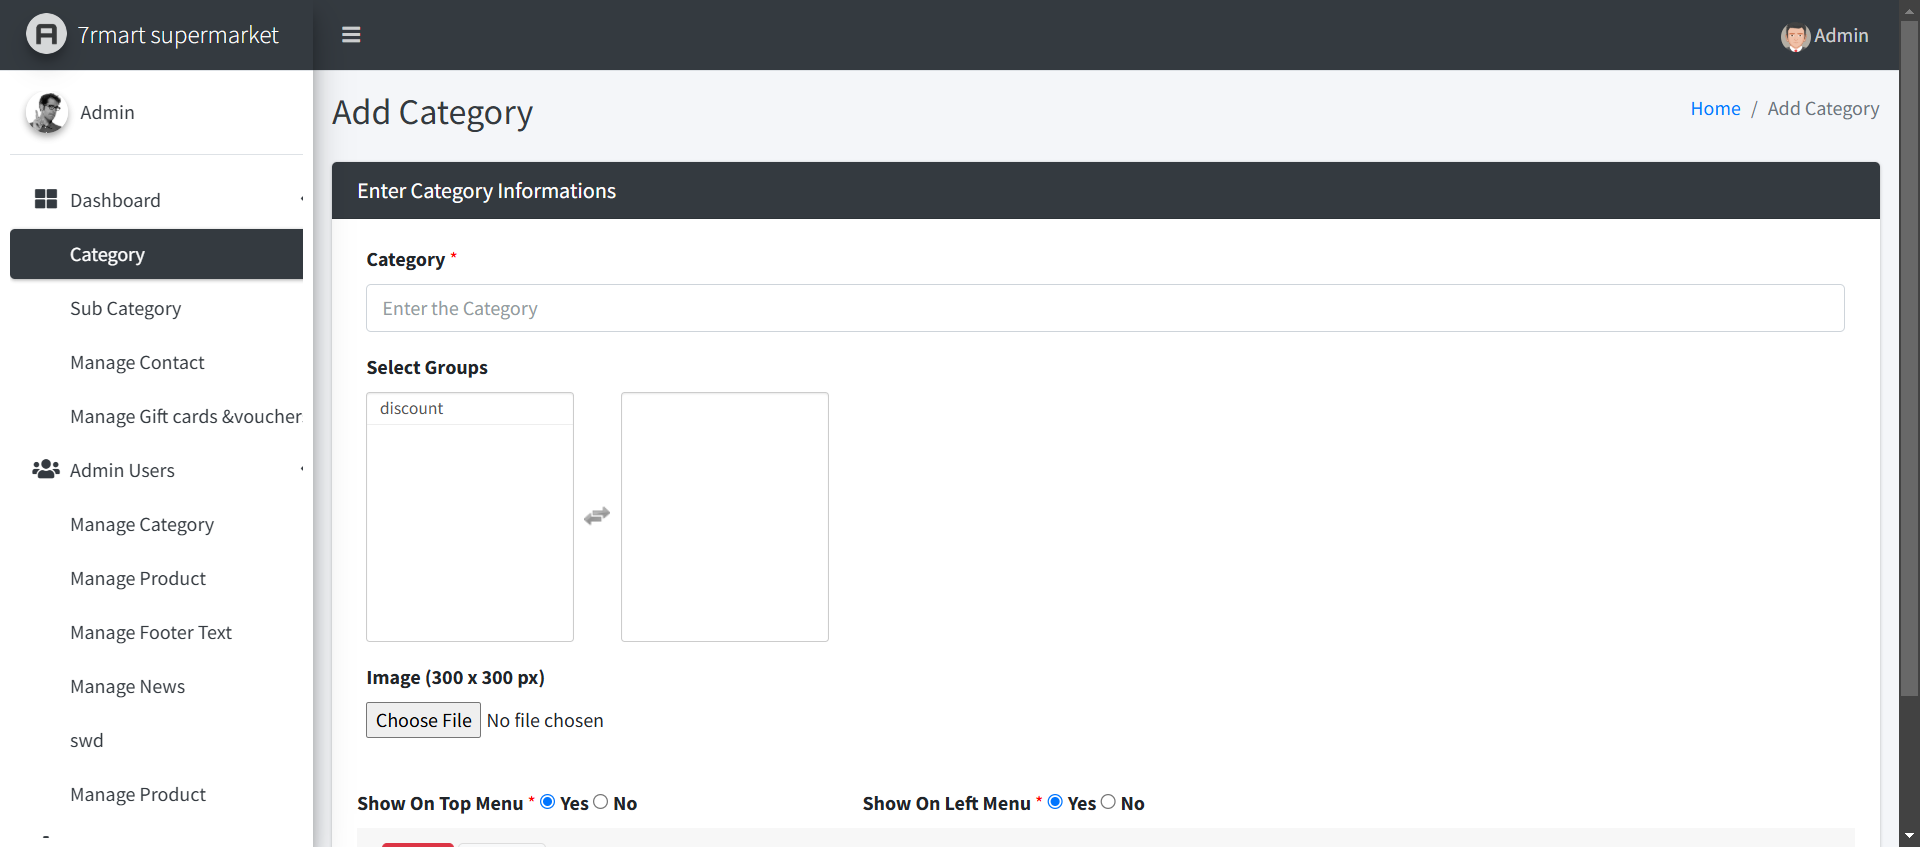 7rmart supermarket
Admin
Admin
Add Category
Home / Add Category
Dashboard
Category
Sub Category
Manage Contact
Manage Gift cards &voucher
Admin Users
Manage Category
Manage Product
Manage Footer Text
Manage News
swd
Manage Product
Enter Category Informations
Category *
Enter the Category
Select Groups
discount
Image (300 x 300 px)
Choose File No file chosen
Show On Top Menu * Yes No
Show On Left Menu * Yes No